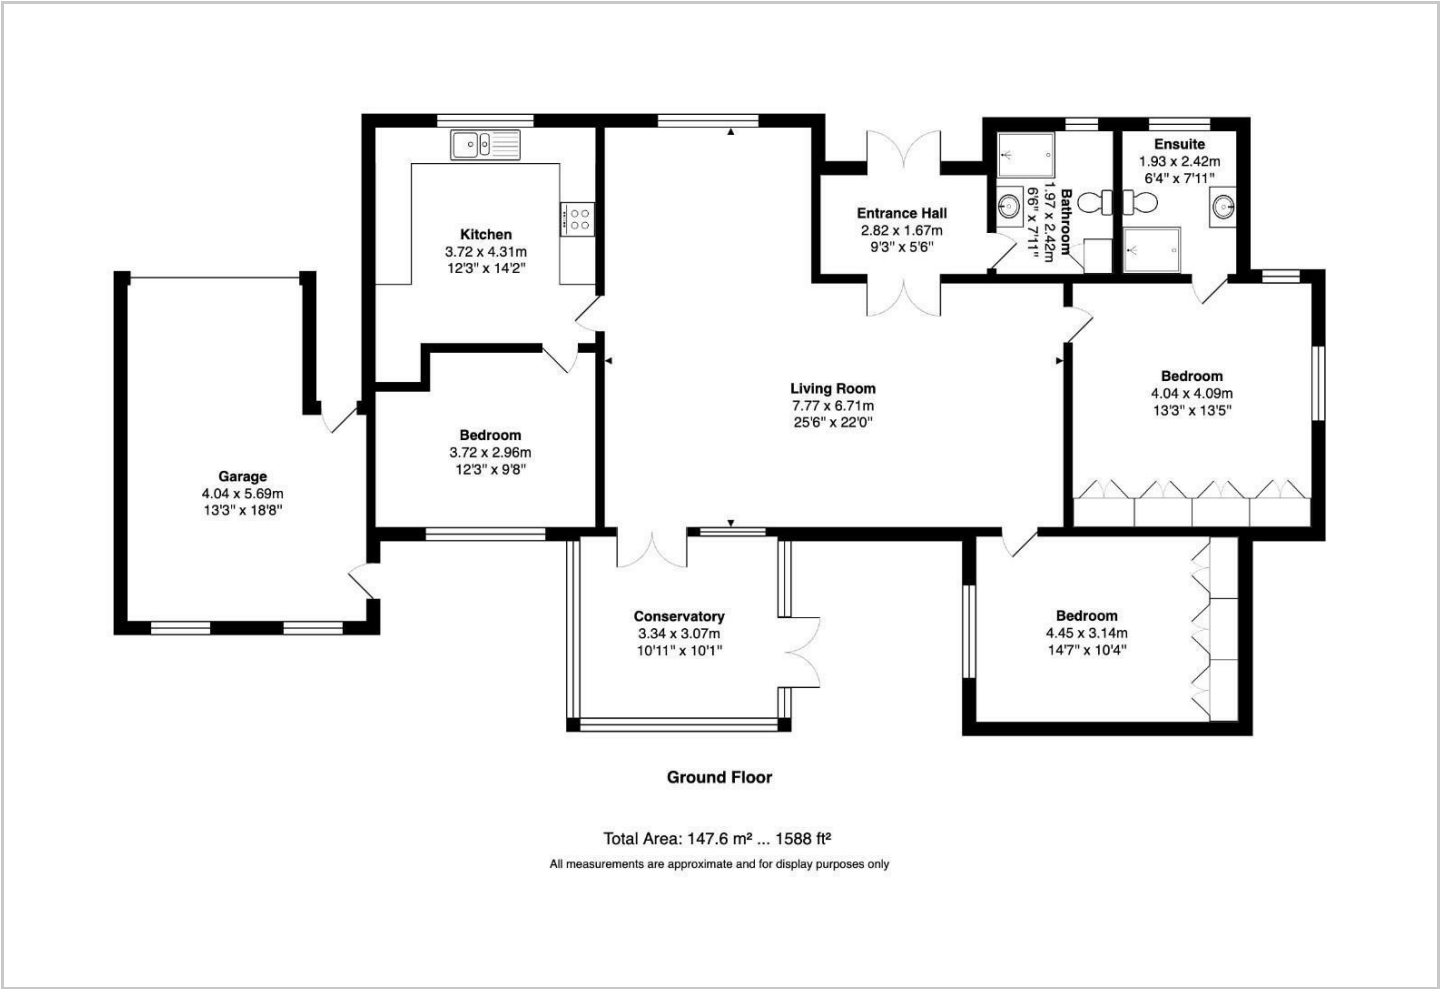 Ensuite
1.93 x 2.42m
6'4" x 7'11"
Bathroom
1.97 x 2.42m
6'6" x 7'11"
Entrance Hall
2.82 x 1.67m
9'3" x 5'6"
Kitchen
3.72 x 4.31m
12'3" x 14'2"
Living Room
7.77 x 6.71m
25'6" x 22'0"
Bedroom
4.04 x 4.09m
13'3" x 13'5"
Bedroom
3.72 x 2.96m
12'3" x 9'8"
Garage
4.04 x 5.69m
13'3" x 18'8"
Conservatory
3.34 x 3.07m
10'11" x 10'1"
Bedroom
4.45 x 3.14m
14'7" x 10'4"
Ground Floor
Total Area: 147.6 m² ... 1588 ft²
All measurements are approximate and for display purposes only